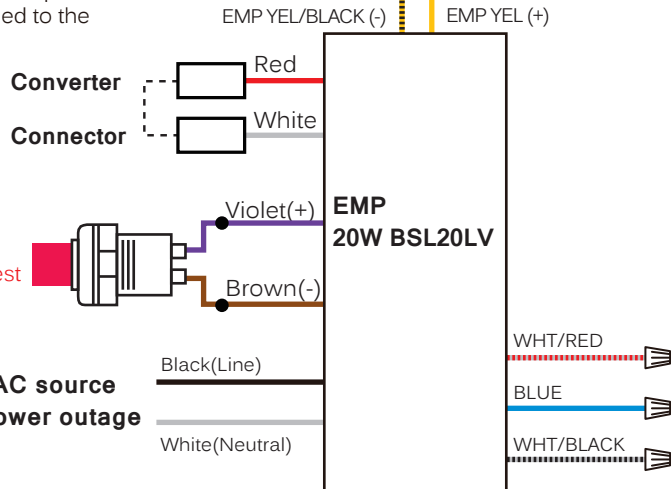 ed to the
EMP YEL/BLACK (-)
EMP YEL (+)
Converter
Red
Connector
White
Violet(+)
EMP
20W BSL20LV
est
Brown(-)
WHT/RED
Black(Line)
AC source
BLUE
ower outage
White(Neutral)
WHT/BLACK